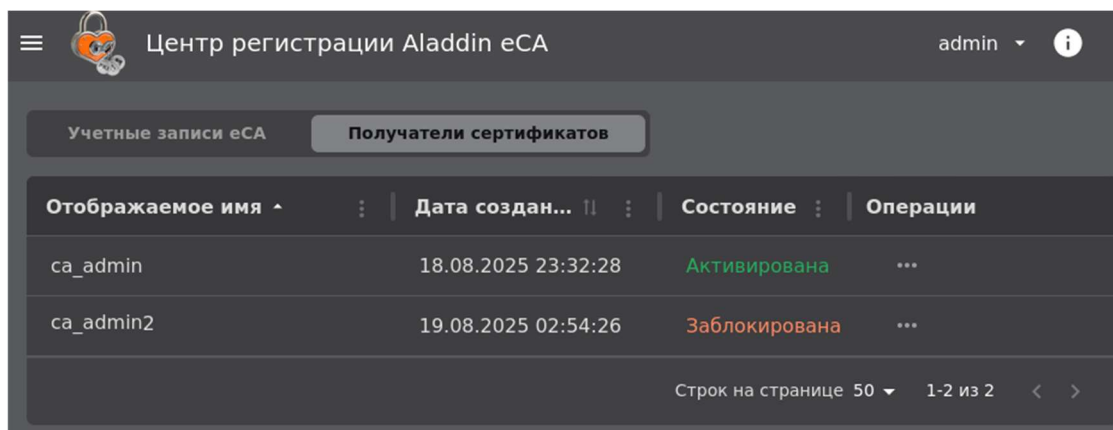 Центр регистрации Aladdin eCA admin
Учетные записи eCA Получатели сертификатов
Отображаемое имя Дата создан... Состояние Операции
ca_admin 18.08.2025 23:32:28 Активирована
ca_admin2 19.08.2025 02:54:26 Заблокирована
Строк на странице 50 1-2 из 2